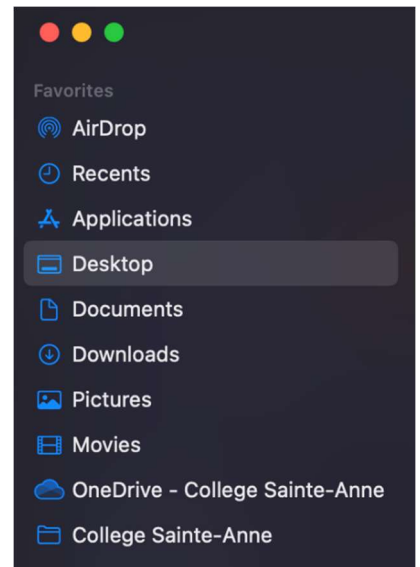 Favorites
AirDrop
Recents
Applications
Desktop
Documents
Downloads
Pictures
Movies
OneDrive - College Sainte-Anne
College Sainte-Anne